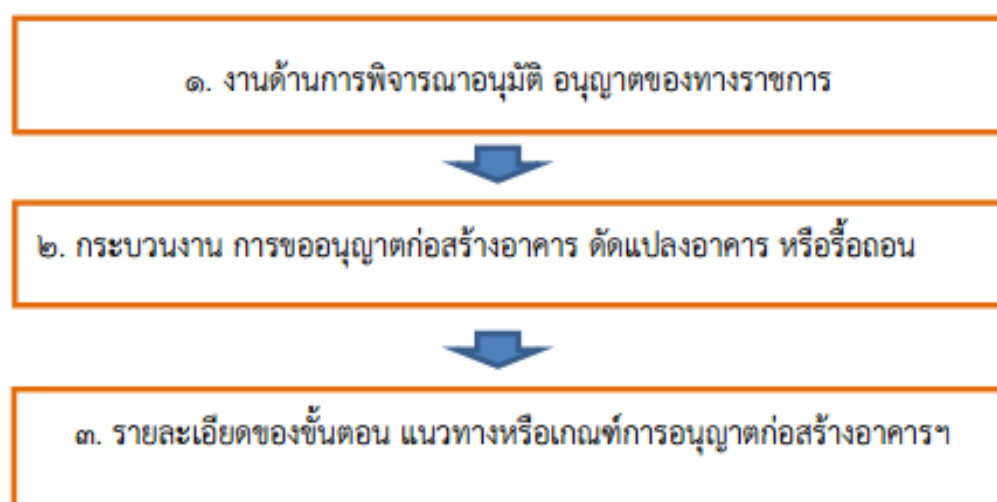 ๑. งานด้านการพิจารณาอนุมัติ อนุญาตของทางราชการ
๒. กระบวนงาน การขออนุญาตก่อสร้างอาคาร ดัดแปลงอาคาร หรือรื้อถอน
๓. รายละเอียดของขั้นตอน แนวทางหรือเกณฑ์การอนุญาตก่อสร้างอาคารฯ